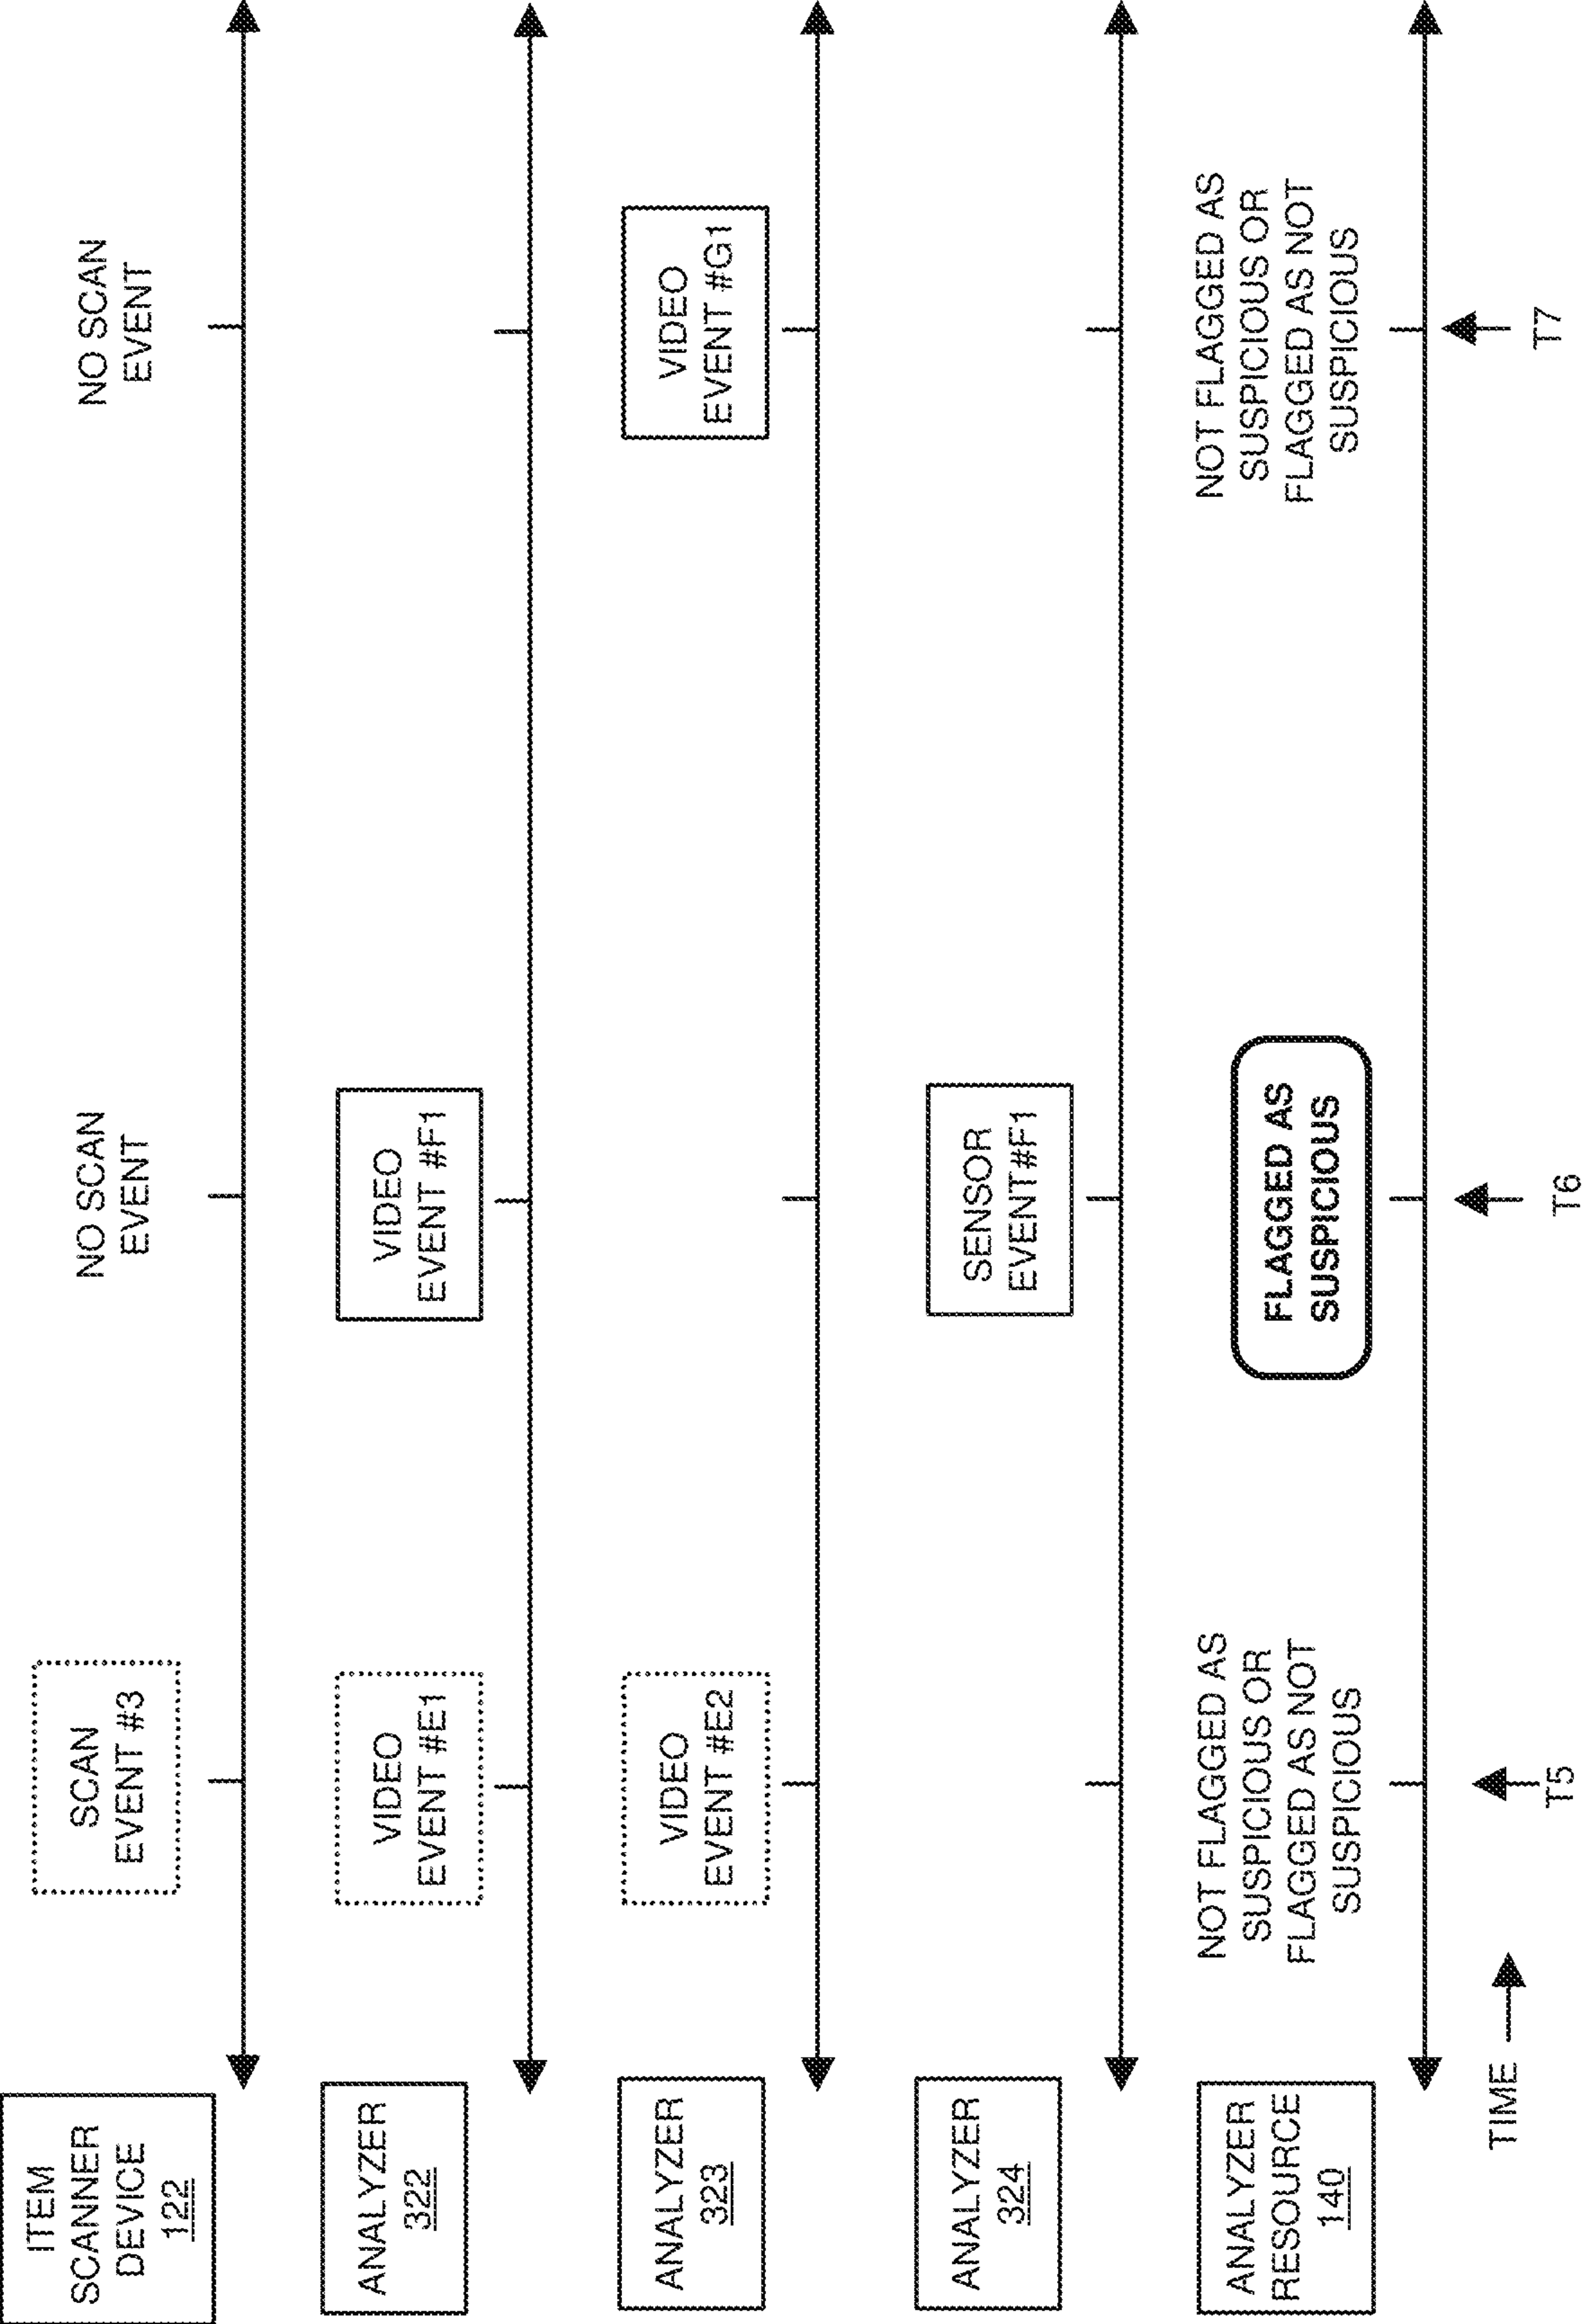 ITEM
SCANNER
DEVICE
122
SCAN
EVENT #3
NO SCAN
EVENT
NO SCAN
EVENT
ANALYZER
322
VIDEO
EVENT #E1
VIDEO
EVENT #F1
ANALYZER
323
VIDEO
EVENT #E2
VIDEO
EVENT #G1
ANALYZER
324
SENSOR
EVENT#F1
ANALYZER
RESOURCE
140
NOT FLAGGED AS
SUSPICIOUS OR
FLAGGED AS NOT
SUSPICIOUS
FLAGGED AS
SUSPICIOUS
NOT FLAGGED AS
SUSPICIOUS OR
FLAGGED AS NOT
SUSPICIOUS
TIME
T5
T6
T7